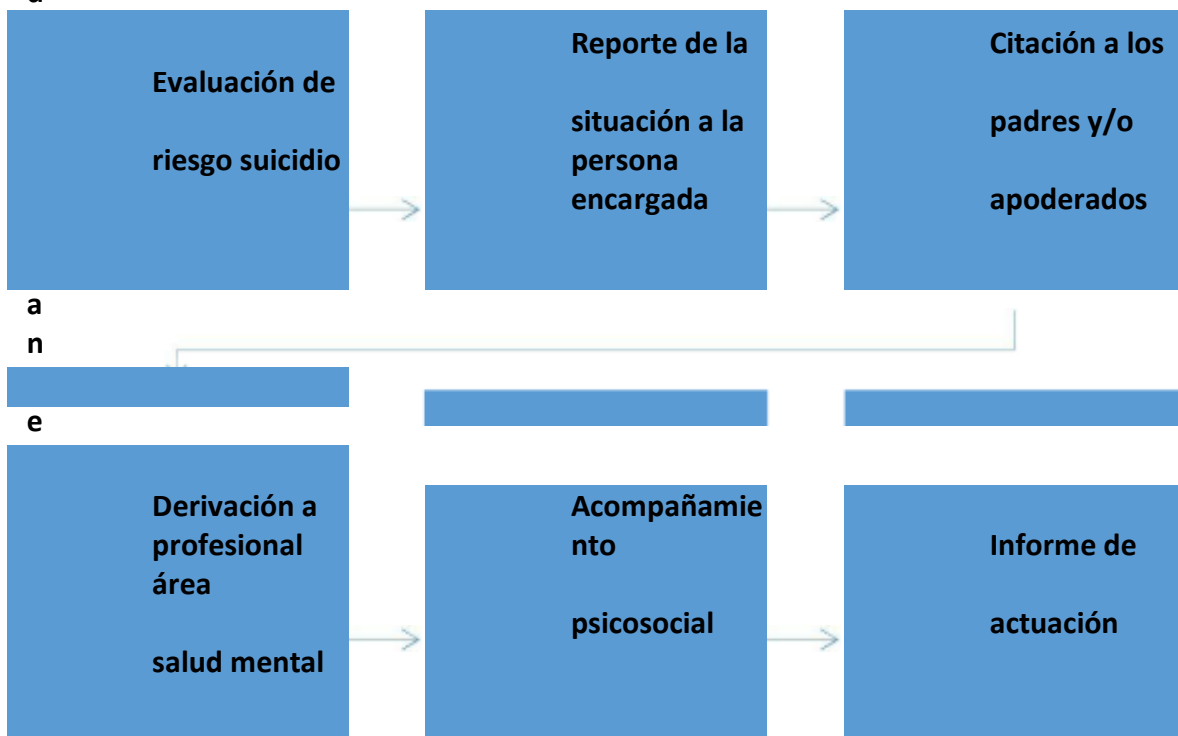 Evaluación de
riesgo suicidio
Reporte de la
situación a la
persona
encargada
Citación a los
padres y/o
apoderados
a
n
e
Derivación a
profesional
área
salud mental
Acompañamie
nto
psicosocial
Informe de
actuación